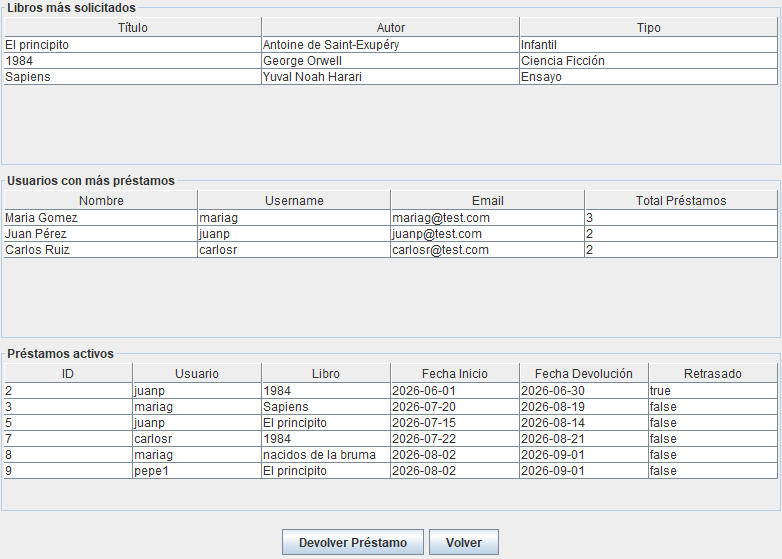 Libros más solicitados
Título Autor Tipo
El principito Antoine de Saint-Exupéry Infantil
1984 George Orwell Ciencia Ficción
Sapiens Yuval Noah Harari Ensayo
Usuarios con más préstamos
Nombre Username Email Total Préstamos
Maria Gomez mariag mariag@test.com 3
Juan Pérez juanp juanp@test.com 2
Carlos Ruiz carlosr carlosr@test.com 2
Préstamos activos
ID Usuario Libro Fecha Inicio Fecha Devolución Retrasado
2 juanp 1984 2026-06-01 2026-06-30 true
3 mariag Sapiens 2026-07-20 2026-08-19 false
5 juanp El principito 2026-07-15 2026-08-14 false
7 carlosr 1984 2026-07-22 2026-08-21 false
8 mariag nacidos de la bruma 2026-08-02 2026-09-01 false
9 pepe1 El principito 2026-08-02 2026-09-01 false
Devolver Préstamo Volver